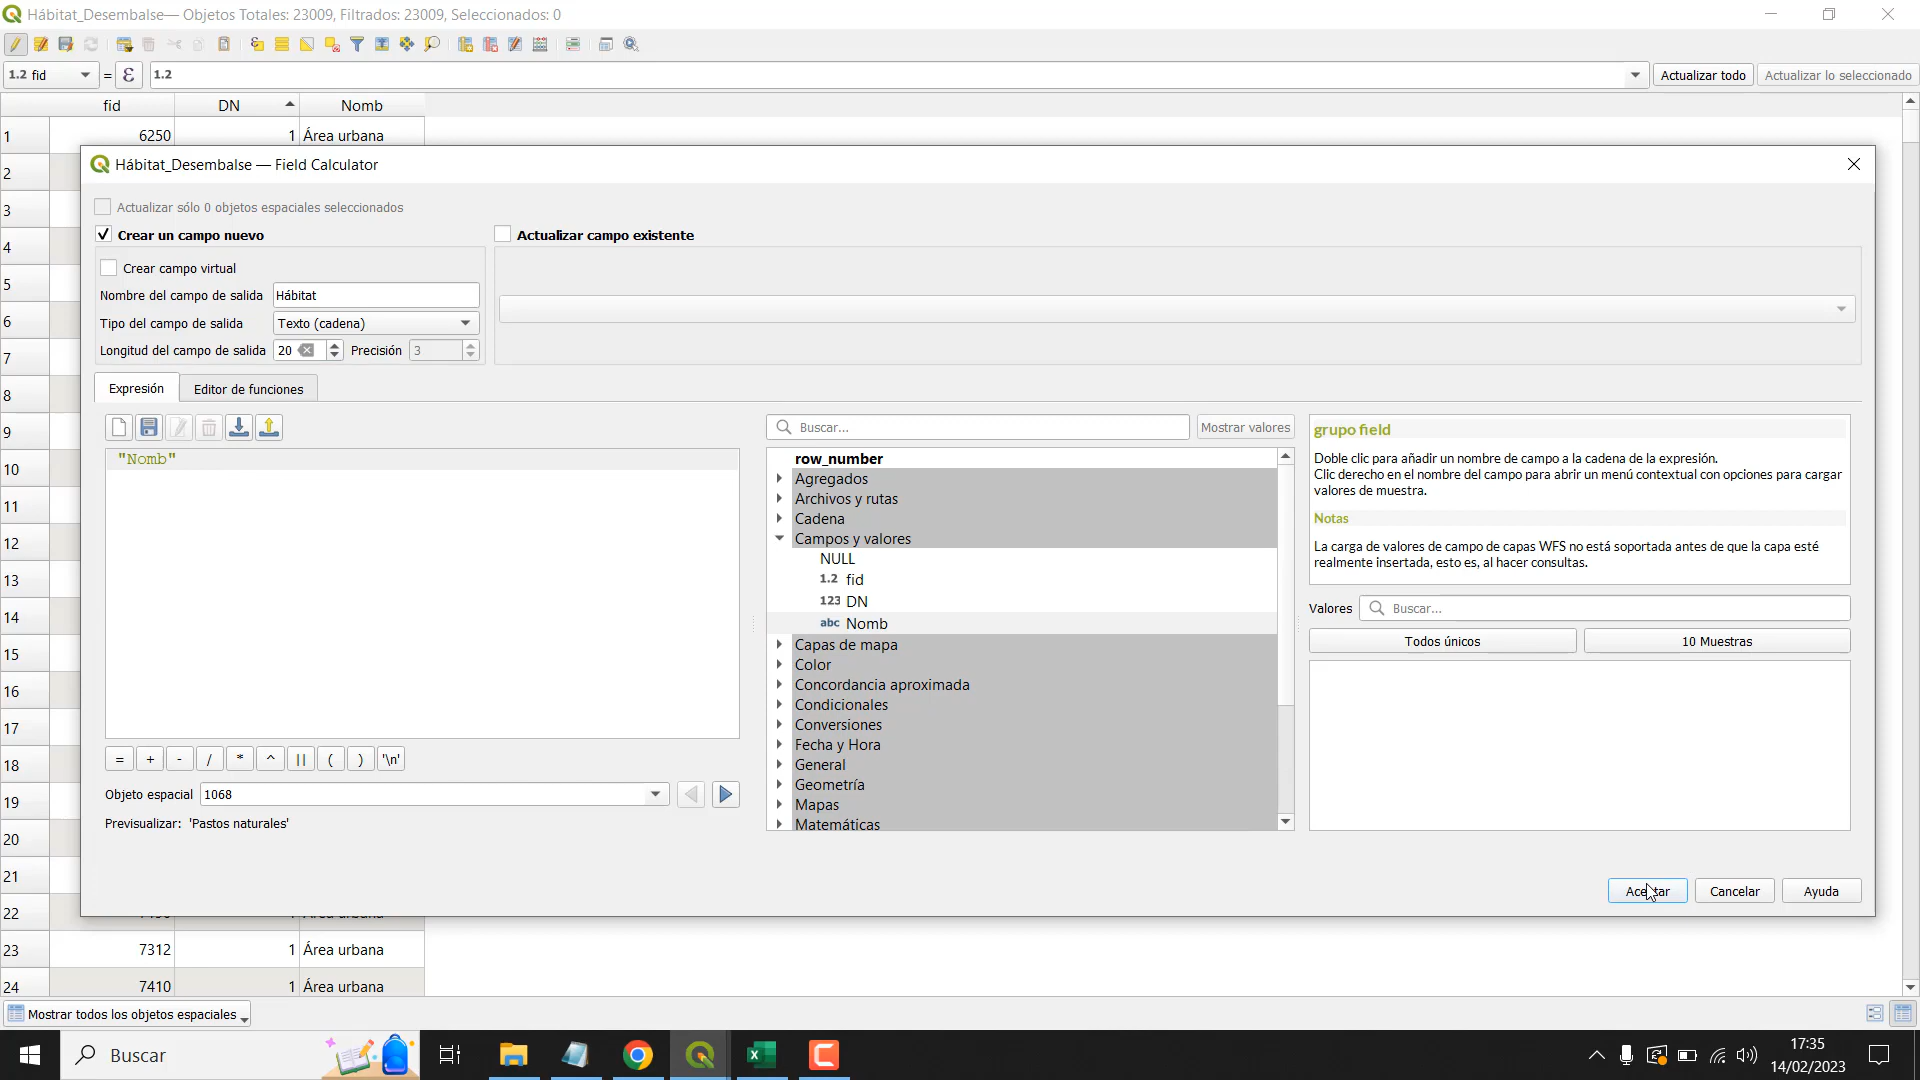 Hábitat_Desembalse— Objetos Totales: 23009, Filtrados: 23009, Seleccionados: 0
1.2 fid = ε 1.2 Actualizar todo Actualizar lo seleccionado
fid DN Nomb
1 6250 1 Área urbana
2
3
4
5
6
7
8
9
10
11
12
13
14
15
16
17
18
19
20
21
22
23 7312 1 Área urbana
24 7410 1 Área urbana
Hábitat_Desembalse — Field Calculator
Actualizar sólo 0 objetos espaciales seleccionados
Crear un campo nuevo
Actualizar campo existente
Crear campo virtual
Nombre del campo de salida Hábitat
Tipo del campo de salida Texto (cadena)
Longitud del campo de salida 20 Precisión 3
Expresión Editor de funciones
"Nomb"
= + - / * ^ || ( ) '\n'
Objeto espacial 1068
Previsualizar: 'Pastos naturales'
Buscar... Mostrar valores
row_number
Agregados
Archivos y rutas
Cadena
Campos y valores
NULL
1.2 fid
123 DN
abc Nomb
Capas de mapa
Color
Concordancia aproximada
Condicionales
Conversiones
Fecha y Hora
General
Geometría
Mapas
Matemáticas
grupo field
Doble clic para añadir un nombre de campo a la cadena de la expresión.
Clic derecho en el nombre del campo para abrir un menú contextual con opciones para cargar
valores de muestra.
Notas
La carga de valores de campo de capas WFS no está soportada antes de que la capa esté
realmente insertada, esto es, al hacer consultas.
Valores Buscar...
Todos únicos 10 Muestras
Aceptar Cancelar Ayuda
Mostrar todos los objetos espaciales
Buscar
17:35
14/02/2023